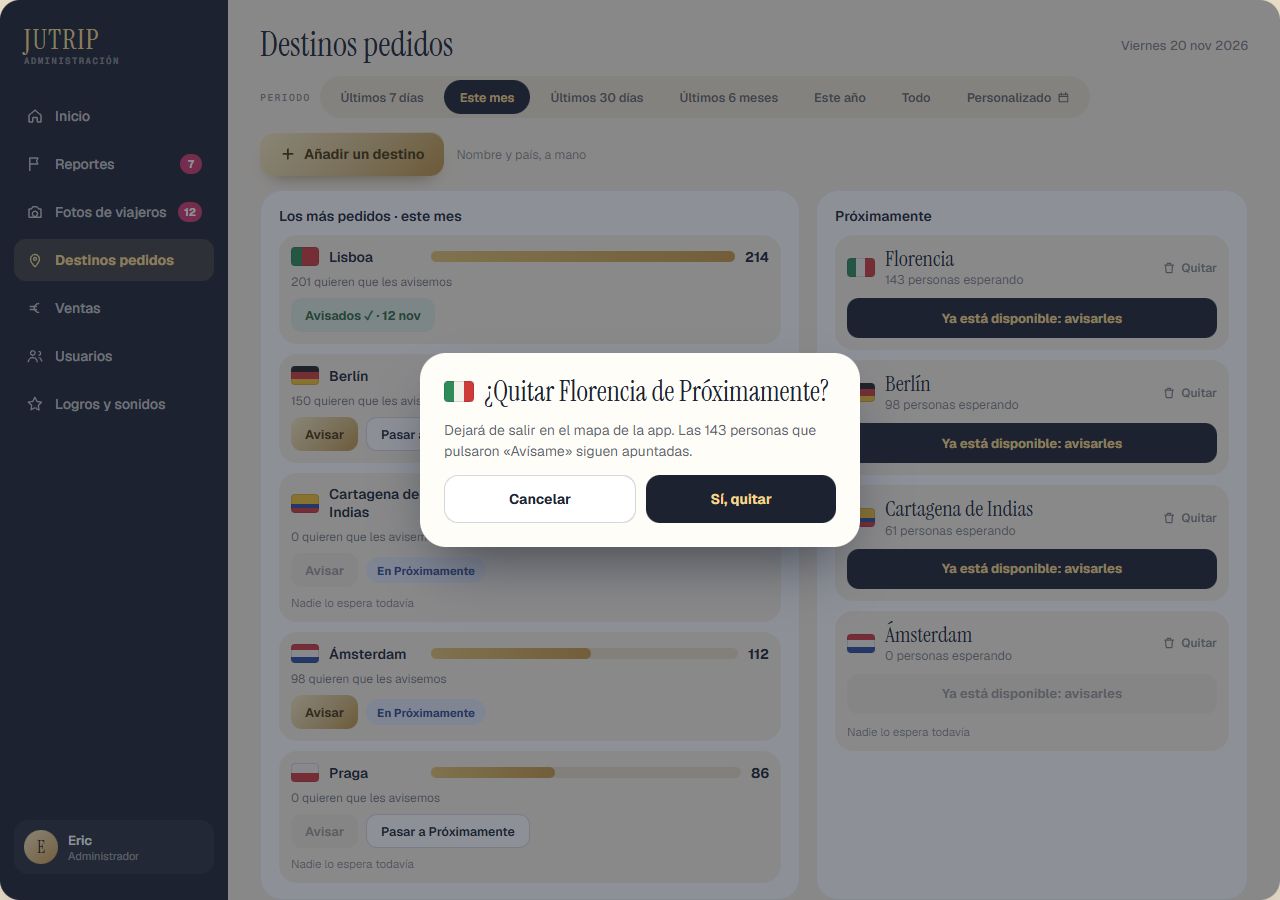 JUTRIP
ADMINISTRACIÓN
Inicio
Reportes 7
Fotos de viajeros 12
Destinos pedidos
Ventas
Usuarios
Logros y sonidos
E
Eric
Administrador
Destinos pedidos
Viernes 20 nov 2026
PERIODO
Últimos 7 días
Este mes
Últimos 30 días
Últimos 6 meses
Este año
Todo
Personalizado
+ Añadir un destino
Nombre y país, a mano
Los más pedidos · este mes
Lisboa 214
201 quieren que les avisemos
Avisados ✓ · 12 nov
Berlín
150 quieren que les avis
Avisar
Pasar
Cartagena de
Indias
0 quieren que les avisem
Avisar
En Próximamente
Nadie lo espera todavía
Ámsterdam 112
98 quieren que les avisemos
Avisar
En Próximamente
Praga 86
0 quieren que les avisemos
Avisar
Pasar a Próximamente
Nadie lo espera todavía
Próximamente
Florencia
143 personas esperando
Quitar
Ya está disponible: avisarles
Berlín
98 personas esperando
Quitar
Ya está disponible: avisarles
Cartagena de Indias
61 personas esperando
Quitar
Ya está disponible: avisarles
Ámsterdam
0 personas esperando
Quitar
Ya está disponible: avisarles
Nadie lo espera todavía
¿Quitar Florencia de Próximamente?
Dejará de salir en el mapa de la app. Las 143 personas que
pulsaron «Avísame» siguen apuntadas.
Cancelar
Sí, quitar